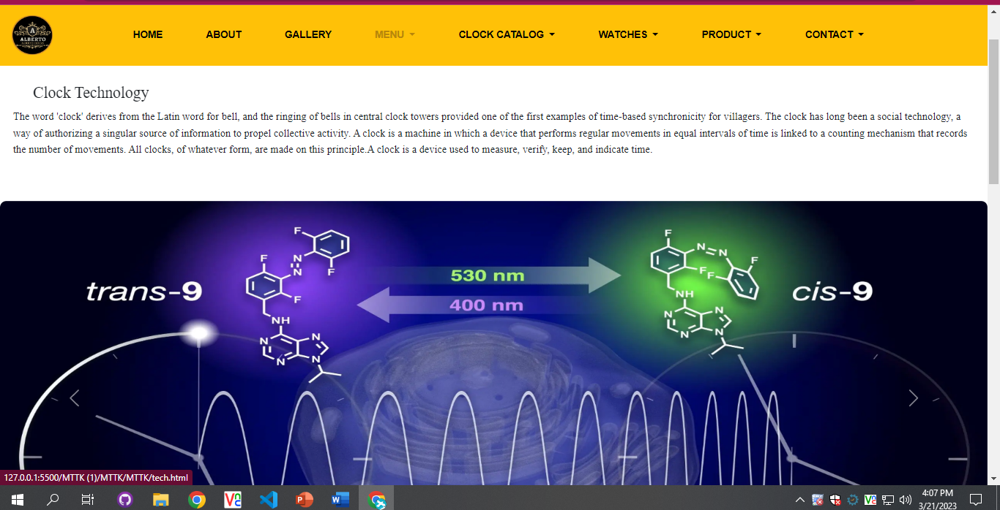 ALBERTO
HOME ABOUT GALLERY MENU CLOCK CATALOG WATCHES PRODUCT CONTACT
Clock Technology
The word 'clock' derives from the Latin word for bell, and the ringing of bells in central clock towers provided one of the first examples of time-based synchronicity for villagers. The clock has long been a social technology, a
way of authorizing a singular source of information to propel collective activity. A clock is a machine in which a device that performs regular movements in equal intervals of time is linked to a counting mechanism that records
the number of movements. All clocks, of whatever form, are made on this principle.A clock is a device used to measure, verify, keep, and indicate time.
trans-9
F
F
F
N
N
F
NH
N
N
N
N
530 nm
400 nm
F
N
N
F
F
F
NH
N
N
N
N
cis-9
127.0.0.1:5500/MTTK (1)/MTTK/MTTK/tech.html
4:07 PM
3/21/2023